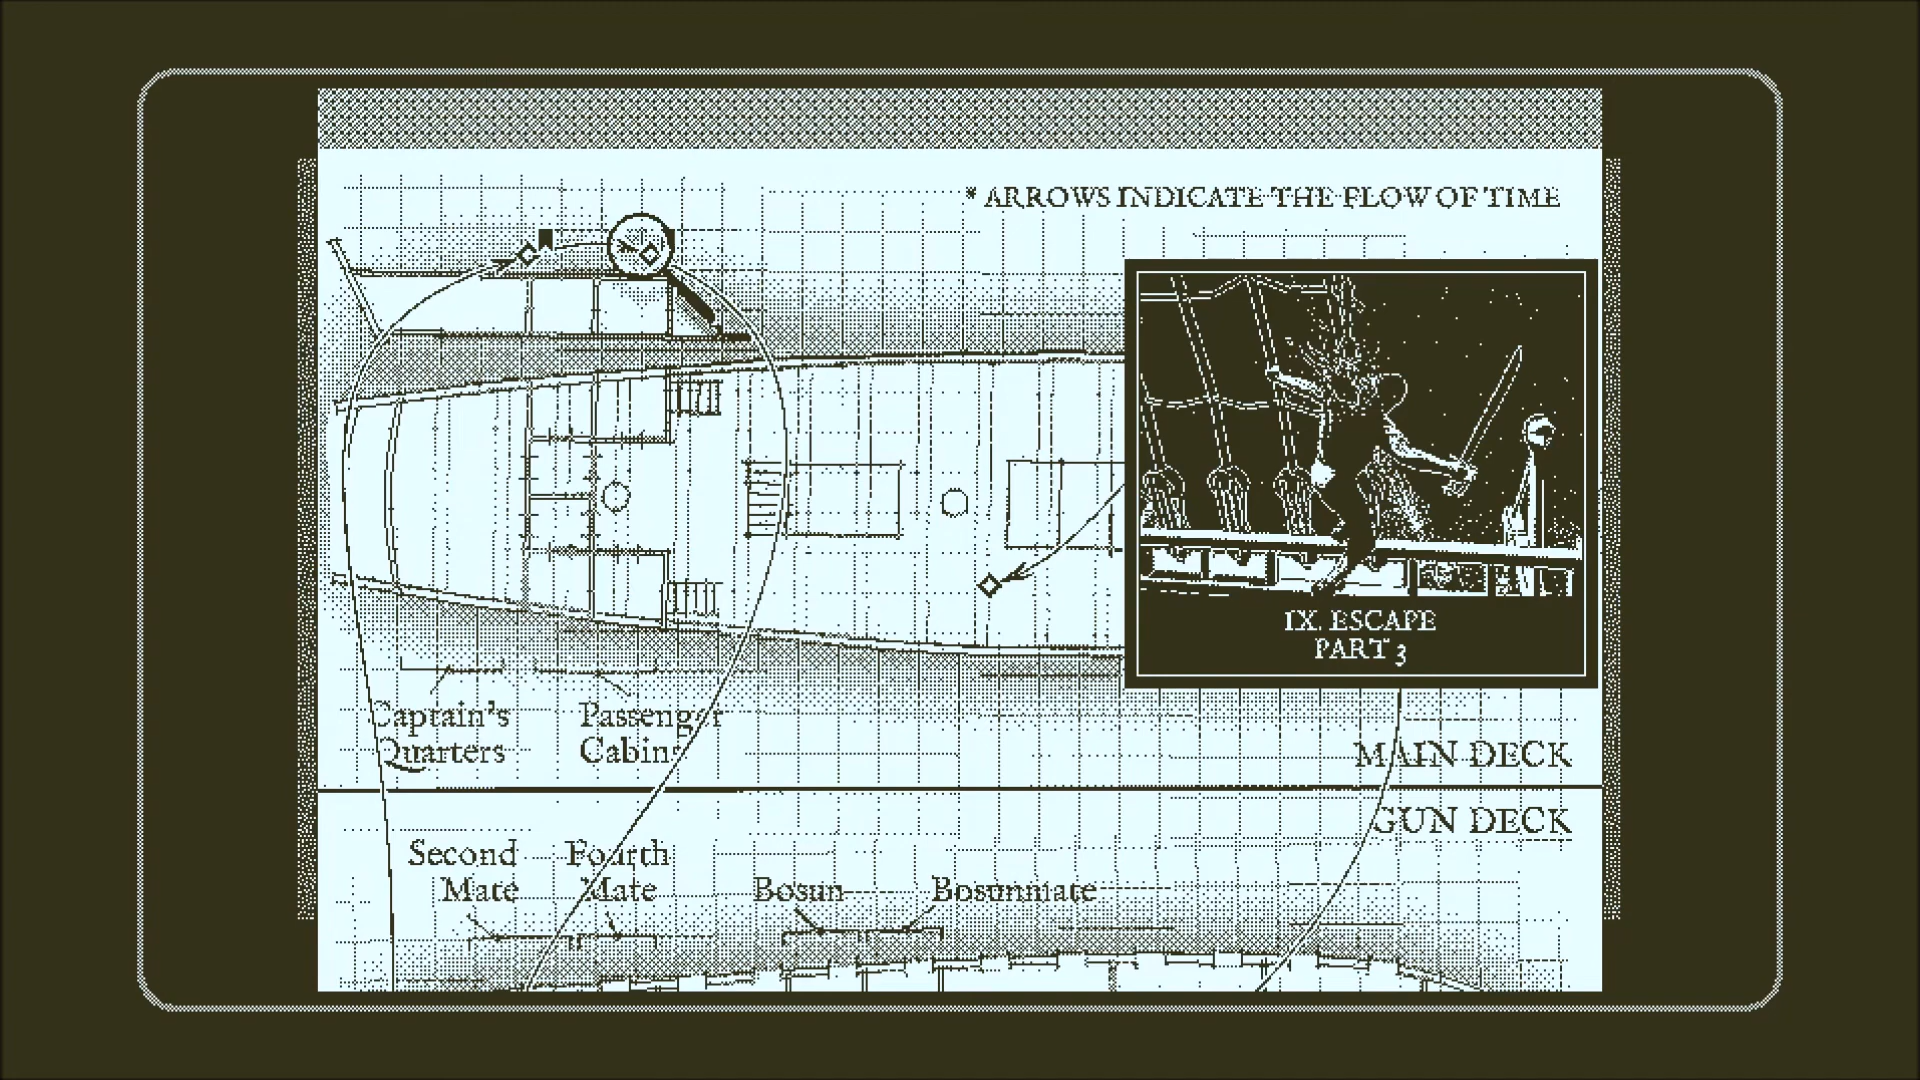 * ARROWS INDICATE THE FLOW OF TIME
IX. ESCAPE
PART 3
Captain's
Quarters
Passenger
Cabins
MAIN DECK
GUN DECK
Second
Mate
Fourth
Mate
Bosun
Bosunmate